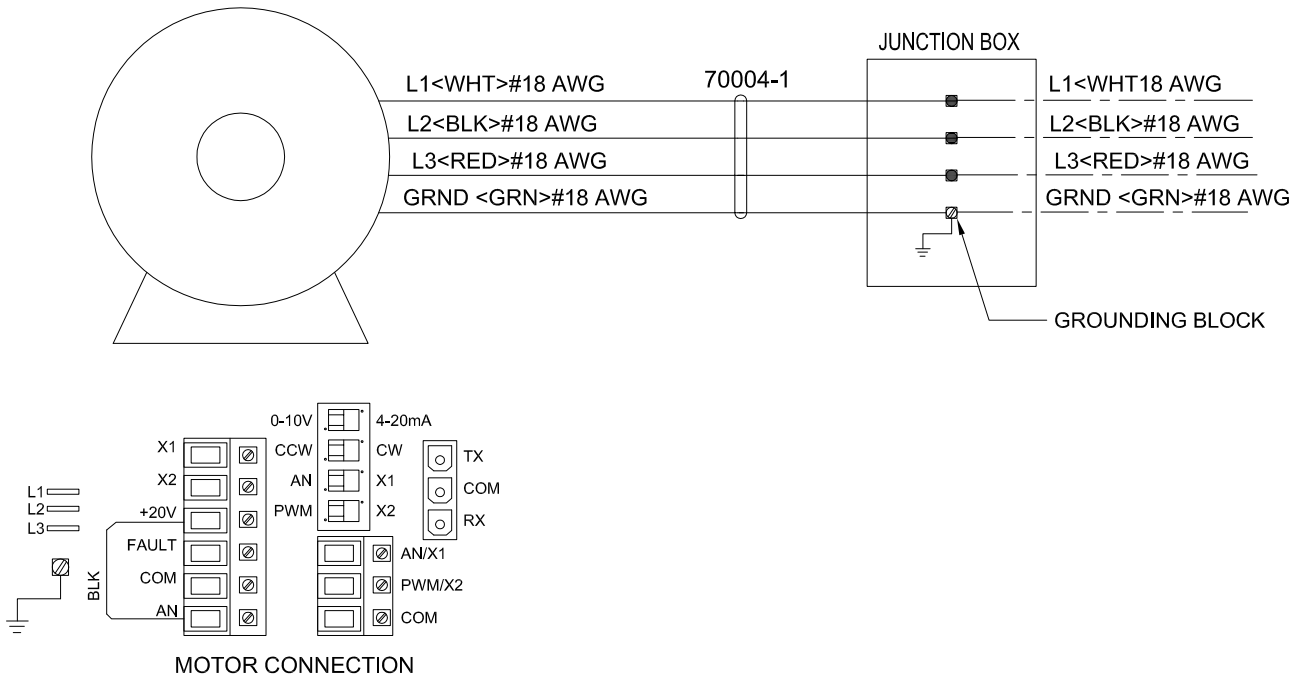 JUNCTION BOX
L1<WHT>#18 AWG
70004-1
L1<WHT18 AWG
L2<BLK>#18 AWG
L2<BLK>#18 AWG
L3<RED>#18 AWG
L3<RED>#18 AWG
GRND <GRN>#18 AWG
GRND <GRN>#18 AWG
GROUNDING BLOCK
L1
L2
L3
BLK
X1
X2
+20V
FAULT
COM
AN
0-10V 4-20mA
CCW CW
AN X1
PWM X2
TX
COM
RX
AN/X1
PWM/X2
COM
MOTOR CONNECTION